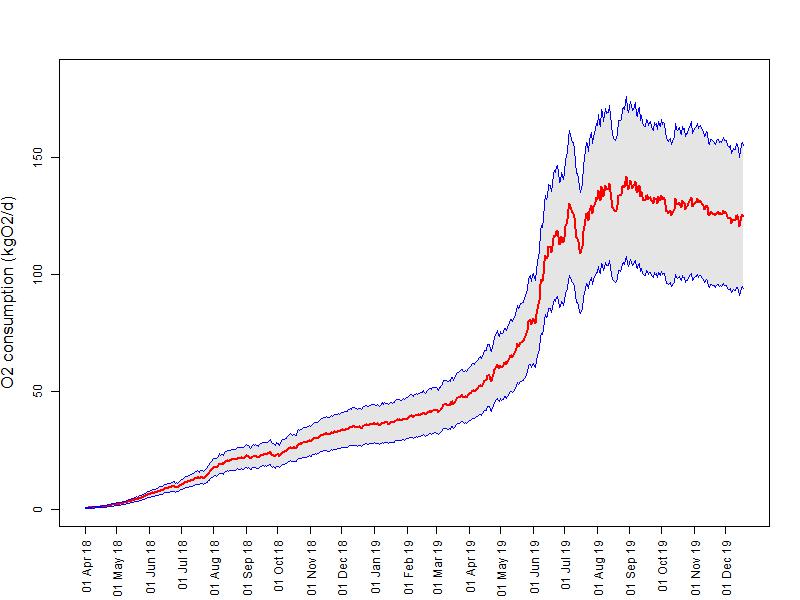 O2 consumption (kgO2/d)
150
100
50
0
01 Apr 18
01 May 18
01 Jun 18
01 Jul 18
01 Aug 18
01 Sep 18
01 Oct 18
01 Nov 18
01 Dec 18
01 Jan 19
01 Feb 19
01 Mar 19
01 Apr 19
01 May 19
01 Jun 19
01 Jul 19
01 Aug 19
01 Sep 19
01 Oct 19
01 Nov 19
01 Dec 19